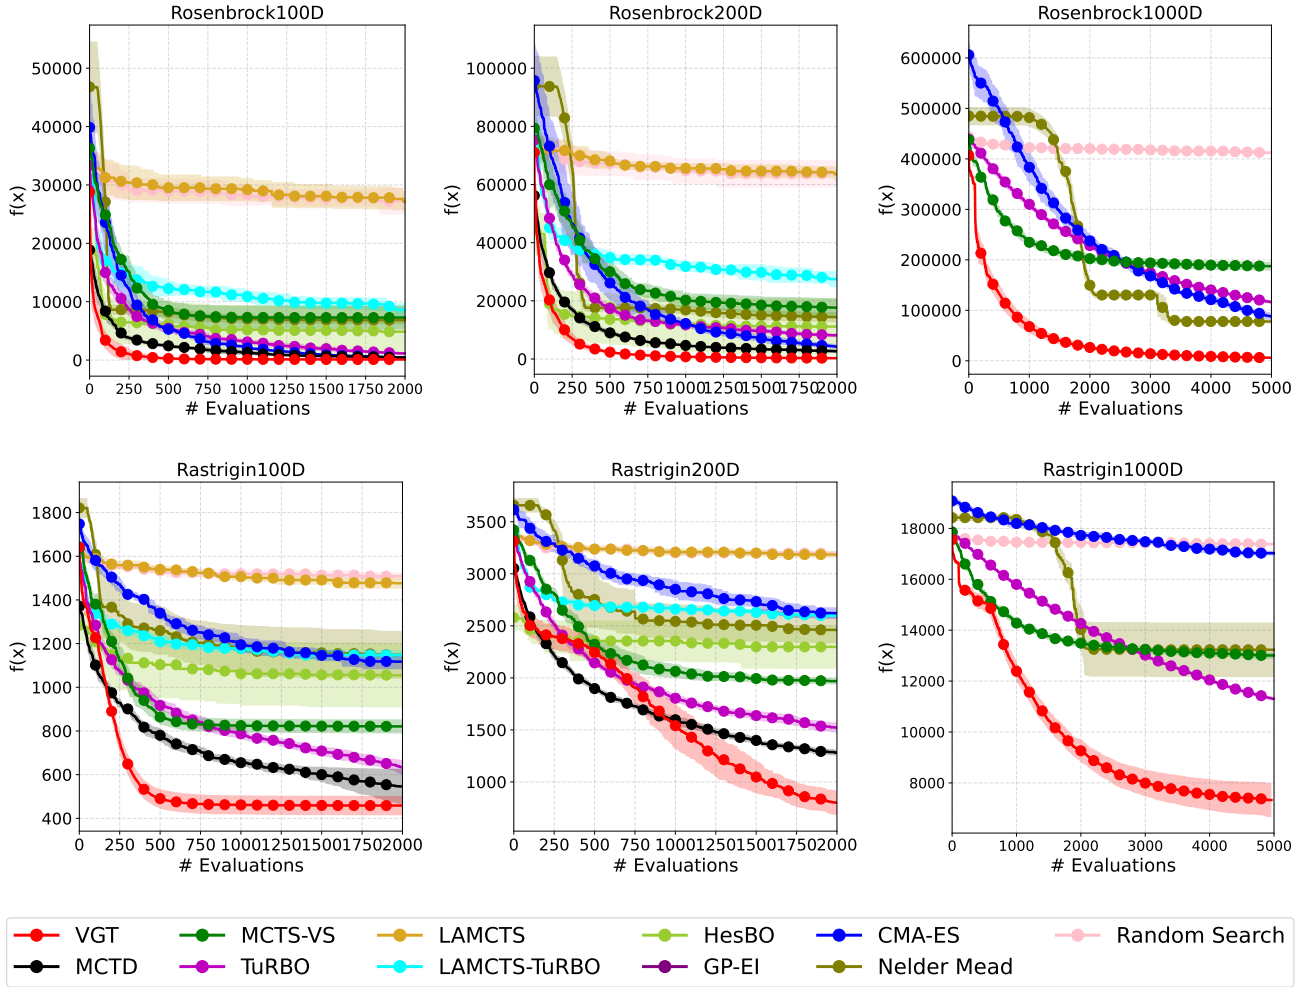 Rosenbrock100D
f(x)
50000
40000
30000
20000
10000
0
0 250 500 750 1000 1250 1500 1750 2000
# Evaluations
Rosenbrock200D
f(x)
100000
80000
60000
40000
20000
0
0 250 500 750 1000 1250 1500 1750 2000
# Evaluations
Rosenbrock1000D
f(x)
600000
500000
400000
300000
200000
100000
0
0 1000 2000 3000 4000 5000
# Evaluations
Rastrigin100D
f(x)
1800
1600
1400
1200
1000
800
600
400
0 250 500 750 1000 1250 1500 1750 2000
# Evaluations
Rastrigin200D
f(x)
3500
3000
2500
2000
1500
1000
0 250 500 750 1000 1250 1500 1750 2000
# Evaluations
Rastrigin1000D
f(x)
18000
16000
14000
12000
10000
8000
0 1000 2000 3000 4000 5000
# Evaluations
VGT MCTS-VS LAMCTS HesBO CMA-ES Random Search
MCTD TuRBO LAMCTS-TuRBO GP-EI Nelder Mead